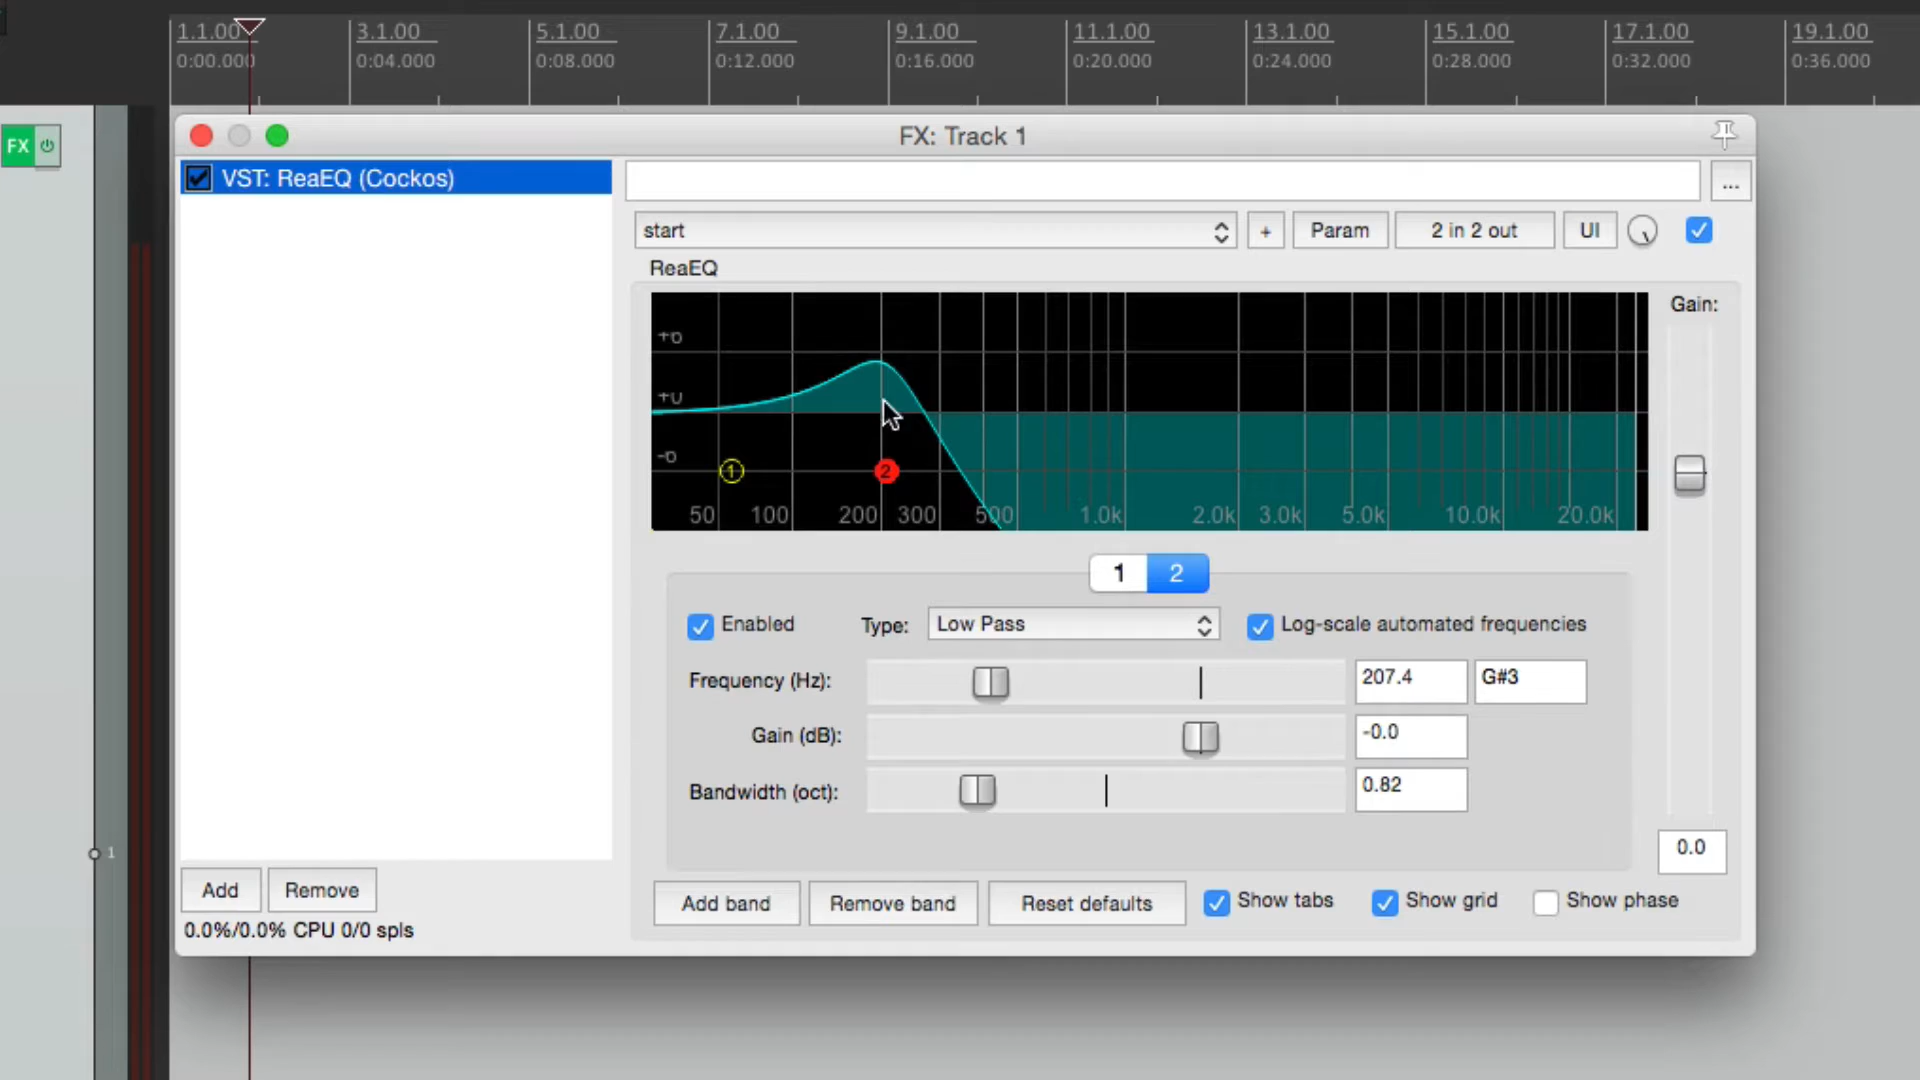 1.1.00 3.1.00 5.1.00 7.1.00 9.1.00 11.1.00 13.1.00 15.1.00 17.1.00 19.1.00
0:00.000 0:04.000 0:08.000 0:12.000 0:16.000 0:20.000 0:24.000 0:28.000 0:32.000 0:36.000
FX
FX: Track 1
VST: ReaEQ (Cockos)
...
start + Param 2 in 2 out UI
ReaEQ
Gain:
1 2
50 100 200 300 500 1.0k 2.0k 3.0k 5.0k 10.0k 20.0k
1 2
Enabled Type: Low Pass Log-scale automated frequencies
Frequency (Hz): 207.4 G#3
Gain (dB): -0.0
Bandwidth (oct): 0.82
1
0.0
Add Remove Add band Remove band Reset defaults Show tabs Show grid Show phase
0.0%/0.0% CPU 0/0 spls